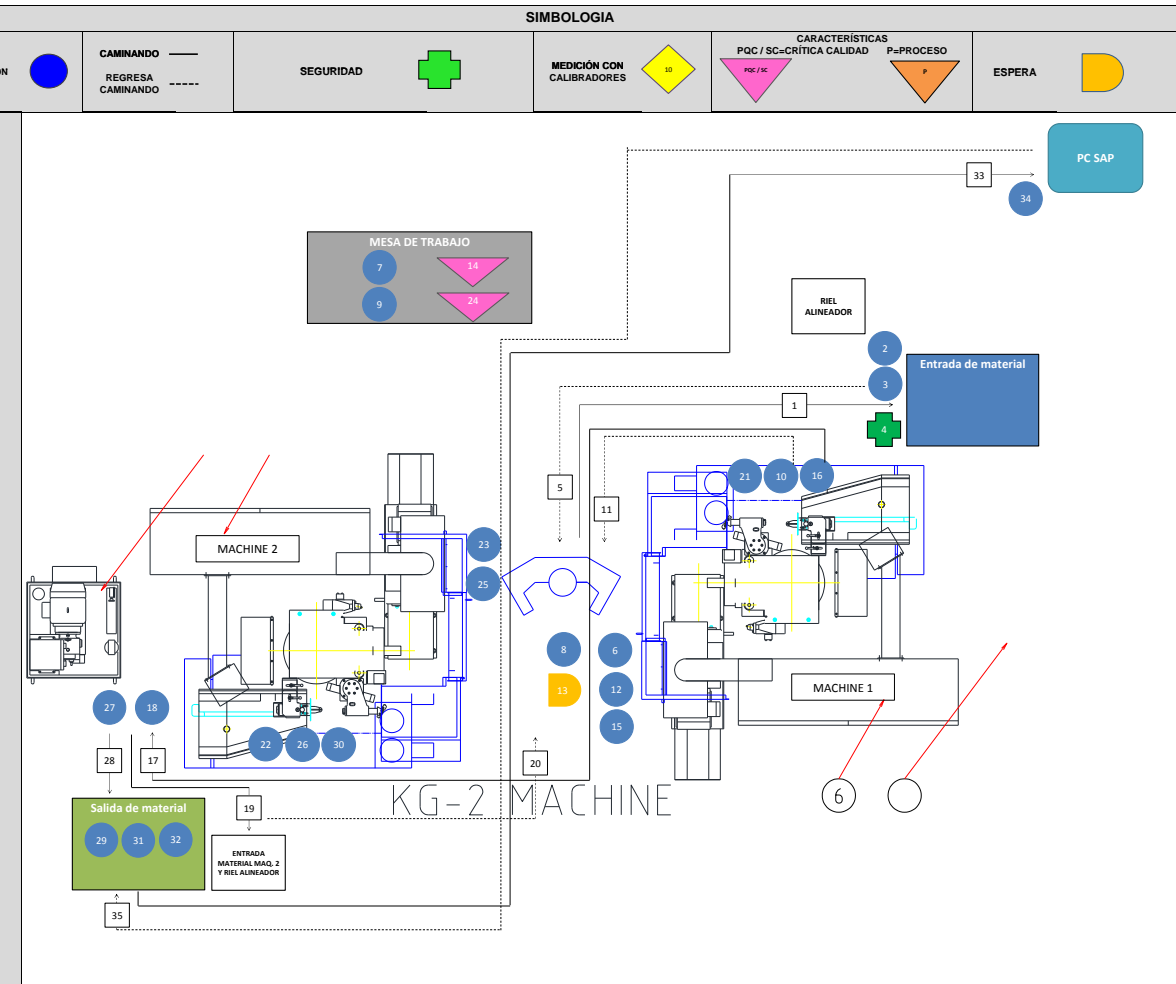 SIMBOLOGIA
CARACTERÍSTICAS
PQC / SC=CRÍTICA CALIDAD P=PROCESO
CAMINANDO
REGRESA
CAMINANDO
SEGURIDAD
MEDICIÓN CON
CALIBRADORES
10
PQC / SC
P
ESPERA
PC SAP
33
34
MESA DE TRABAJO
7
14
9
24
RIEL
ALINEADOR
2
3
Entrada de material
1
4
5
11
21
10
16
MACHINE 2
23
25
8
6
13
12
15
MACHINE 1
27
18
22
26
30
28
17
20
6
KG-2 MACHINE
19
Salida de material
29
31
32
ENTRADA
MATERIAL MAQ. 2
Y RIEL ALINEADOR
35